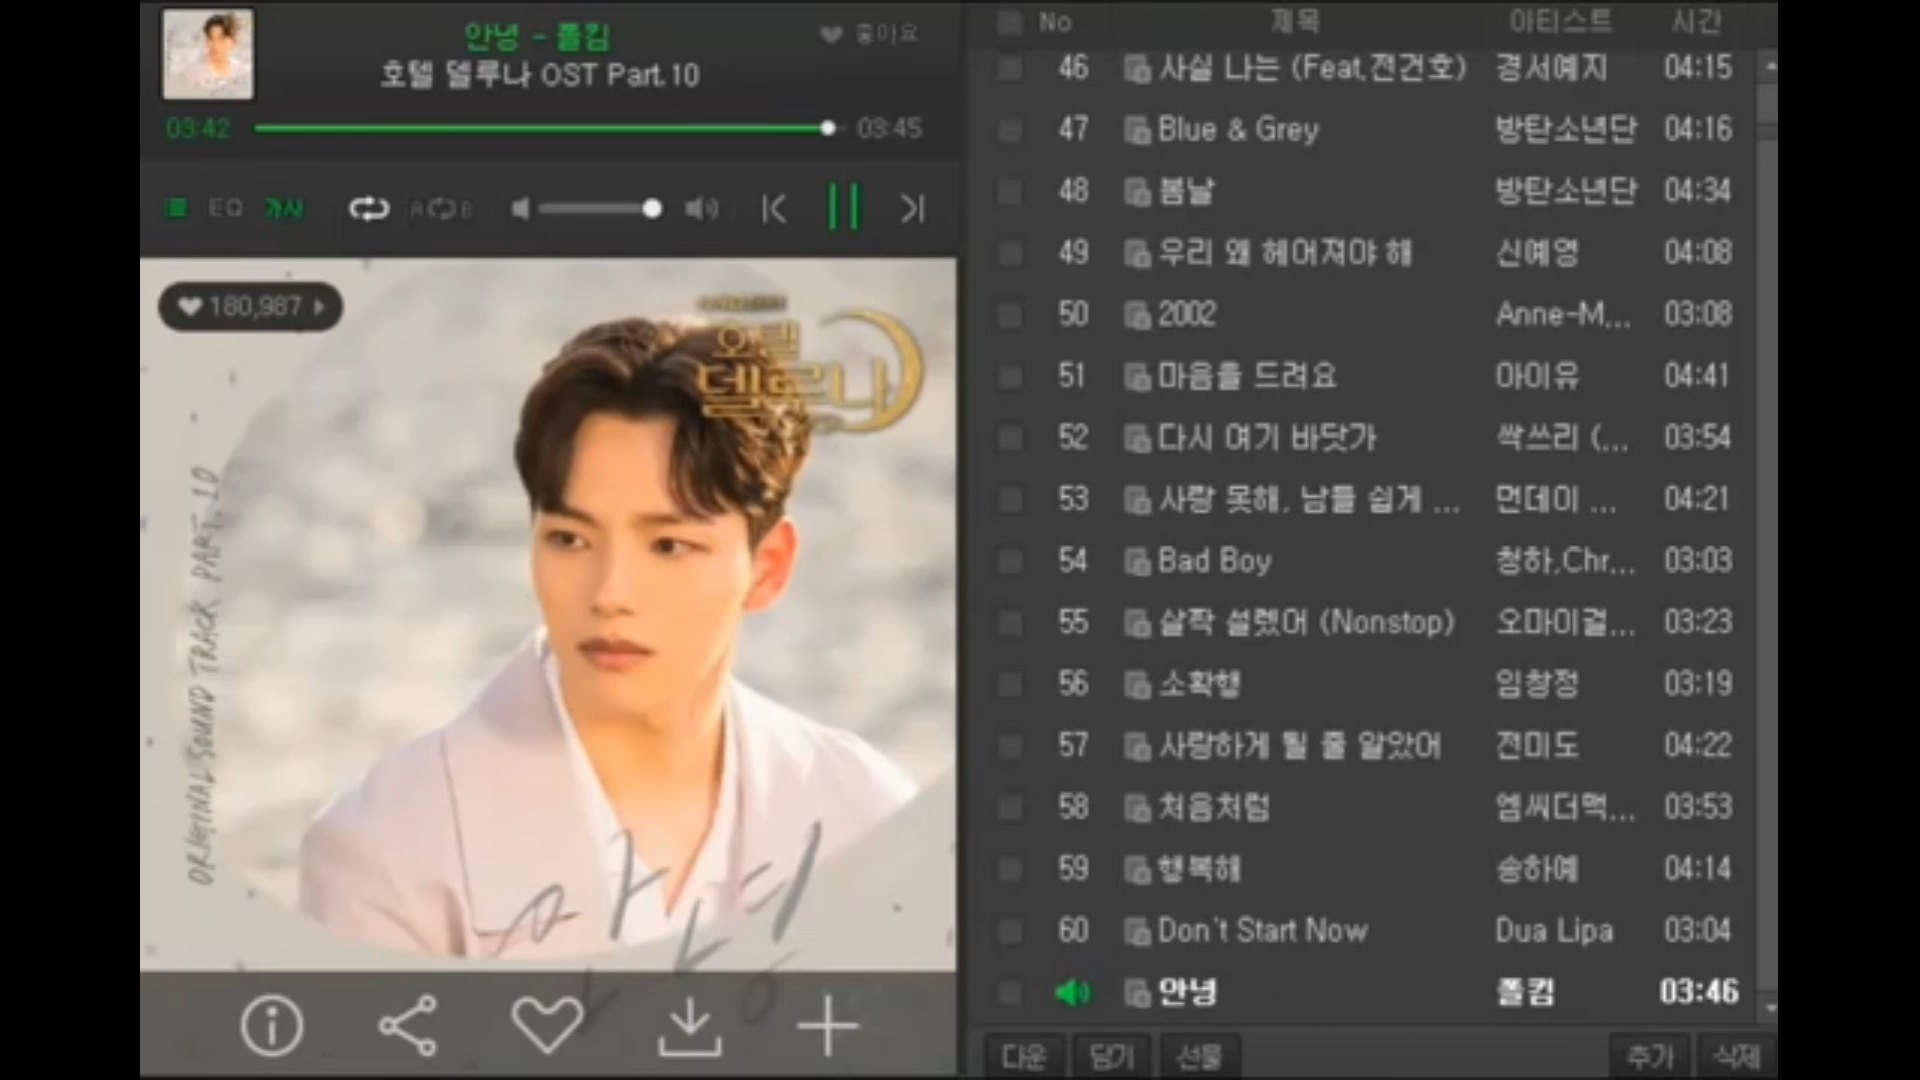 안녕 - 폴킴
좋아요
호텔 델루나 OST Part.10
03:42
03:45
EQ 가사
A B
180,987
호텔
델루나
ORIGINAL SOUND TRACK PART. 10
안녕
No 제목 아티스트 시간
46 사실 나는 (Feat.전건호) 경서예지 04:15
47 Blue & Grey 방탄소년단 04:16
48 봄날 방탄소년단 04:34
49 우리 왜 헤어져야 해 신예영 04:08
50 2002 Anne-M... 03:08
51 마음을 드려요 아이유 04:41
52 다시 여기 바닷가 싹쓰리 (... 03:54
53 사랑 못해, 남들 쉽게 ... 먼데이 ... 04:21
54 Bad Boy 청하,Chr... 03:03
55 살짝 설렜어 (Nonstop) 오마이걸... 03:23
56 소확행 임창정 03:19
57 사랑하게 될 줄 알았어 전미도 04:22
58 처음처럼 엠씨더맥... 03:53
59 행복해 송하예 04:14
60 Don't Start Now Dua Lipa 03:04
안녕 폴킴 03:46
다운 담기 선물 추가 삭제